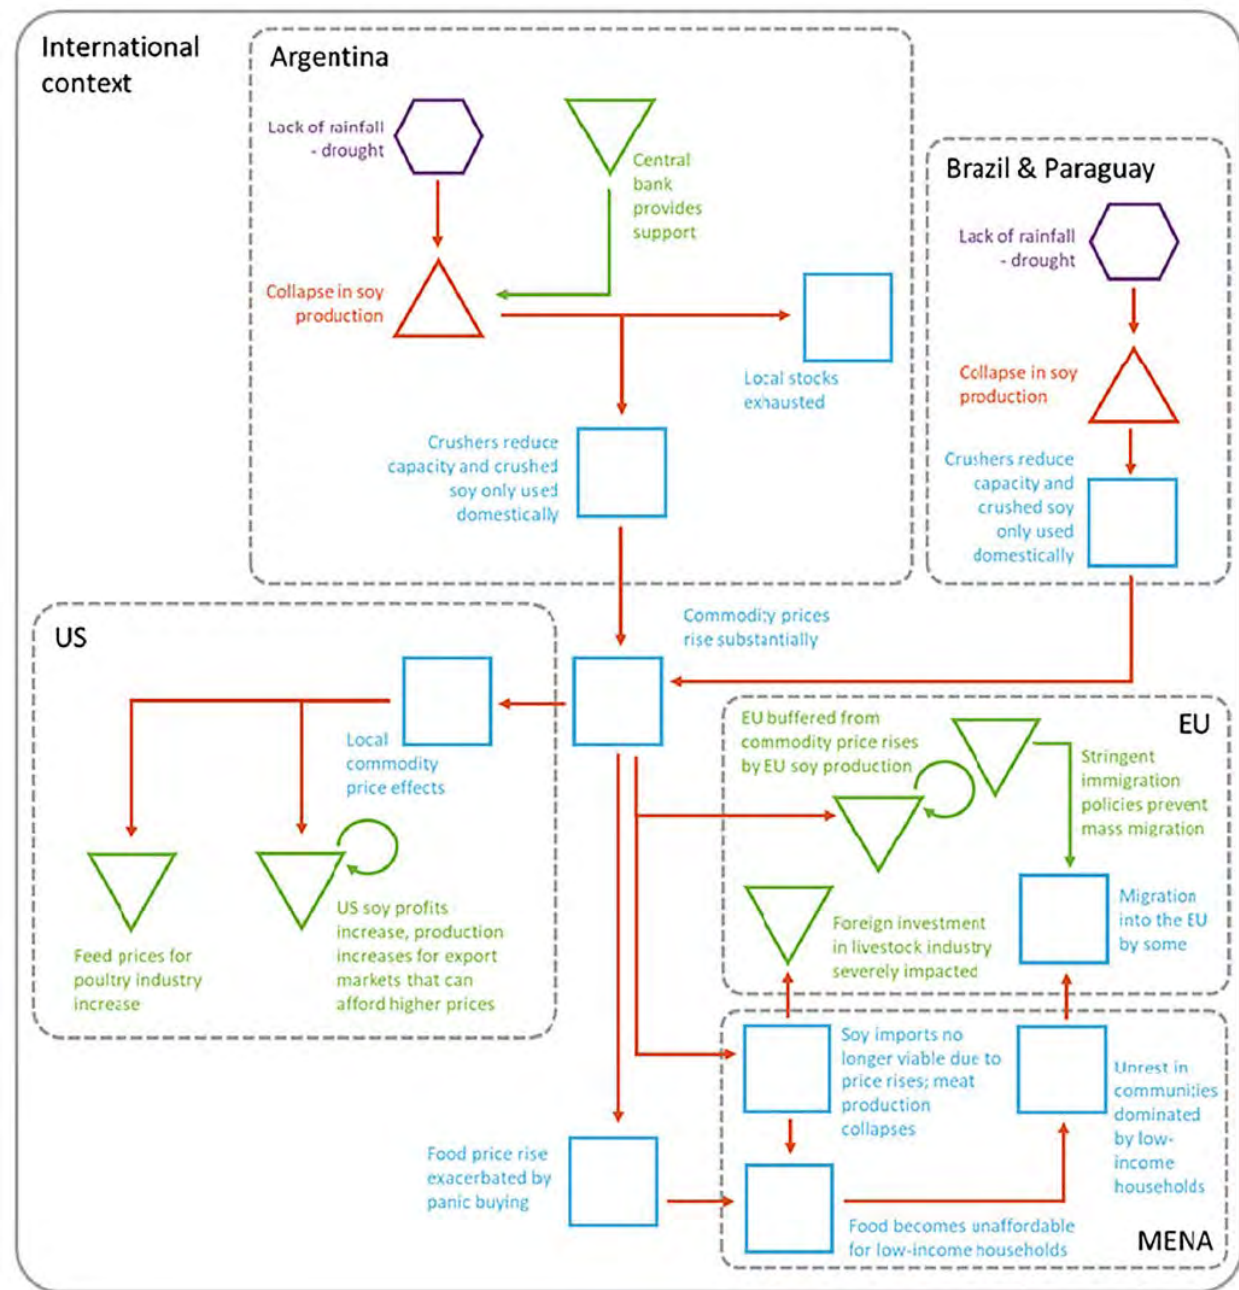 International
context
Argentina
Lack of rainfall
- drought
Central
bank
provides
support
Collapse in soy
production
Local stocks
exhausted
Crushers reduce
capacity and crushed
soy only used
domestically
Brazil & Paraguay
Lack of rainfall
- drought
Collapse in soy
production
Crushers reduce
capacity and
crushed soy
only used
domestically
Commodity prices
rise substantially
US
Local
commodity
price effects
Feed prices for
poultry industry
increase
US soy profits
increase, production
increases for export
markets that can
afford higher prices
EU
EU buffered from
commodity price rises
by EU soy production
Stringent
immigration
policies prevent
mass migration
Foreign investment
in livestock industry
severely impacted
Migration
into the EU
by some
Soy imports no
longer viable due to
price rises; meat
production
collapses
Unrest in
communities
dominated
by low-
income
households
Food price rise
exacerbated by
panic buying
Food becomes unaffordable
for low-income households
MENA